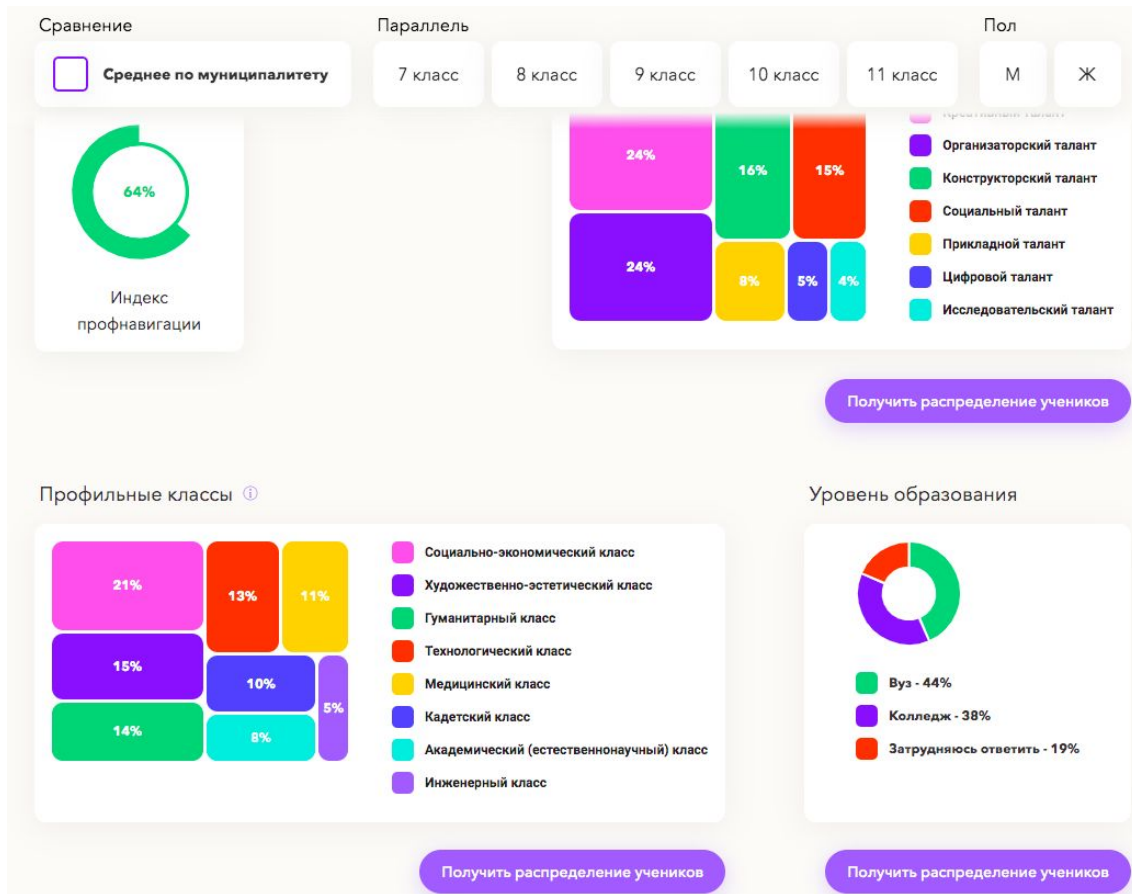 Сравнение
Параллель
Пол
Среднее по муниципалитету
7 класс
8 класс
9 класс
10 класс
11 класс
М
Ж
64%
Индекс
профнавигации
24%
16%
15%
24%
8%
5%
4%
Креативный талант
Организаторский талант
Конструкторский талант
Социальный талант
Прикладной талант
Цифровой талант
Исследовательский талант
Получить распределение учеников
Профильные классы
21%
13%
11%
15%
10%
5%
14%
8%
Социально-экономический класс
Художественно-эстетический класс
Гуманитарный класс
Технологический класс
Медицинский класс
Кадетский класс
Академический (естественнонаучный) класс
Инженерный класс
Получить распределение учеников
Уровень образования
Вуз - 44%
Колледж - 38%
Затрудняюсь ответить - 19%
Получить распределение учеников